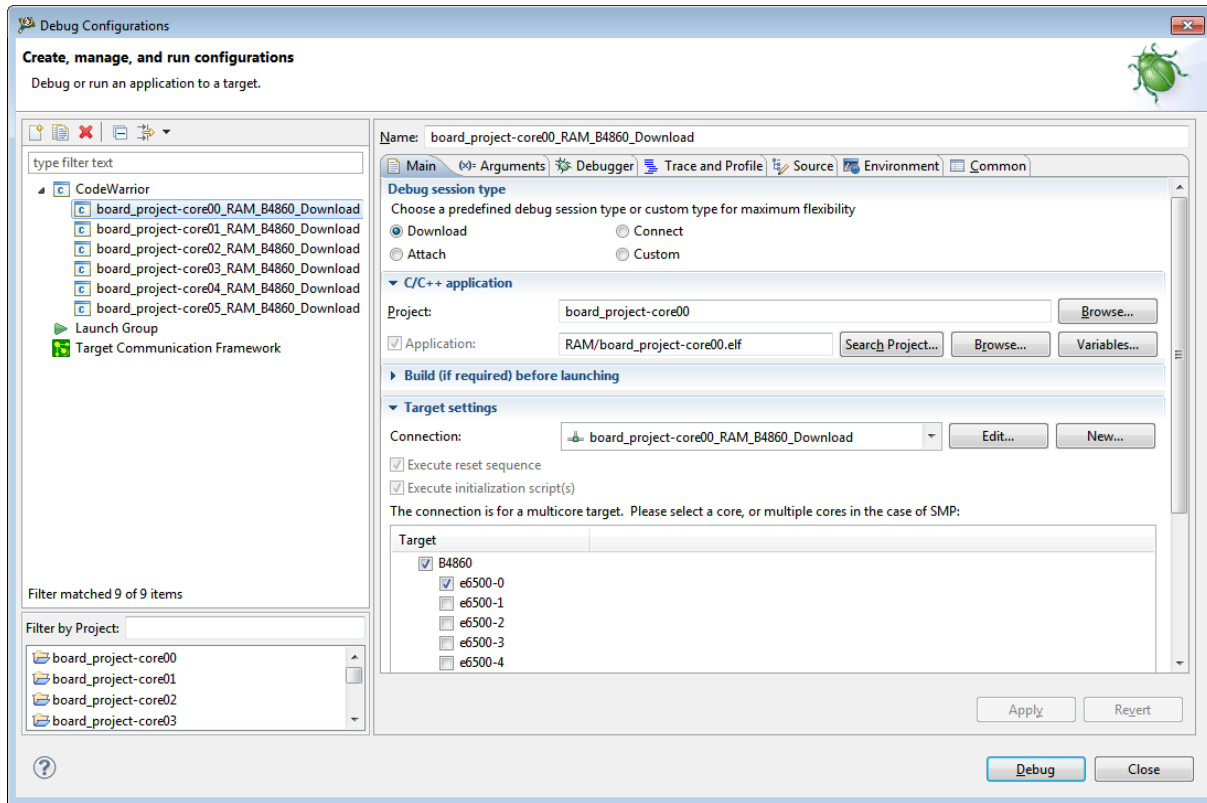 Debug Configurations
Create, manage, and run configurations
Debug or run an application to a target.
type filter text
CodeWarrior
board_project-core00_RAM_B4860_Download
board_project-core01_RAM_B4860_Download
board_project-core02_RAM_B4860_Download
board_project-core03_RAM_B4860_Download
board_project-core04_RAM_B4860_Download
board_project-core05_RAM_B4860_Download
Launch Group
Target Communication Framework
Filter matched 9 of 9 items
Filter by Project:
board_project-core00
board_project-core01
board_project-core02
board_project-core03
Name: board_project-core00_RAM_B4860_Download
Main (x)= Arguments Debugger Trace and Profile Source Environment Common
Debug session type
Choose a predefined debug session type or custom type for maximum flexibility
Download Connect
Attach Custom
C/C++ application
Project: board_project-core00 Browse...
Application: RAM/board_project-core00.elf Search Project... Browse... Variables...
Build (if required) before launching
Target settings
Connection: board_project-core00_RAM_B4860_Download Edit... New...
Execute reset sequence
Execute initialization script(s)
The connection is for a multicore target. Please select a core, or multiple cores in the case of SMP:
Target
B4860
e6500-0
e6500-1
e6500-2
e6500-3
e6500-4
Apply Revert
Debug Close